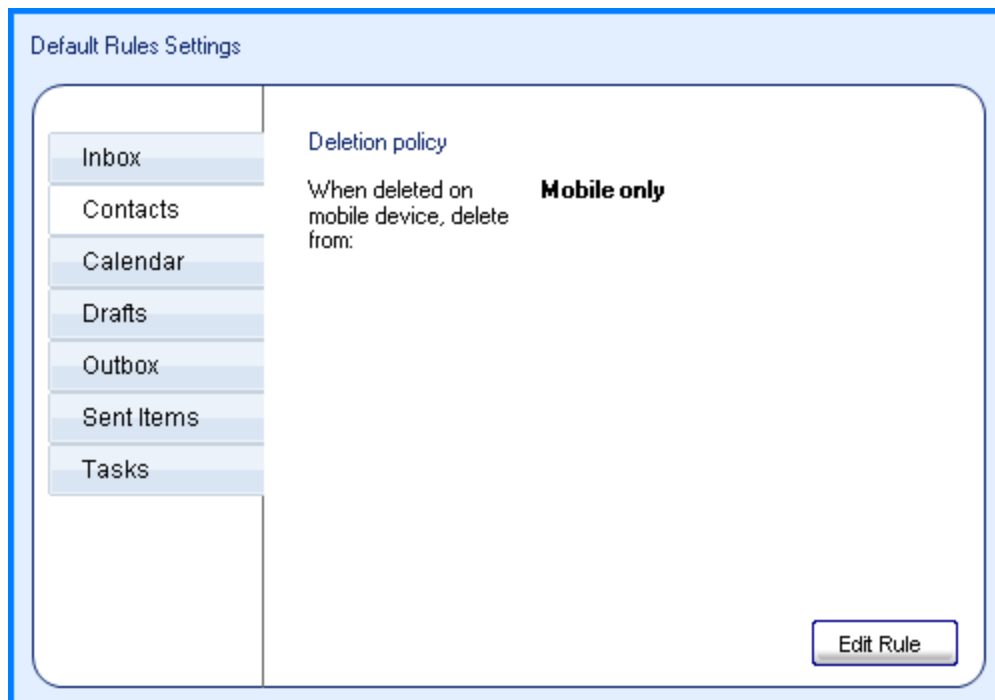 Default Rules Settings
Inbox
Contacts
Calendar
Drafts
Outbox
Sent Items
Tasks
Deletion policy
When deleted on
mobile device, delete
from:
Mobile only
Edit Rule